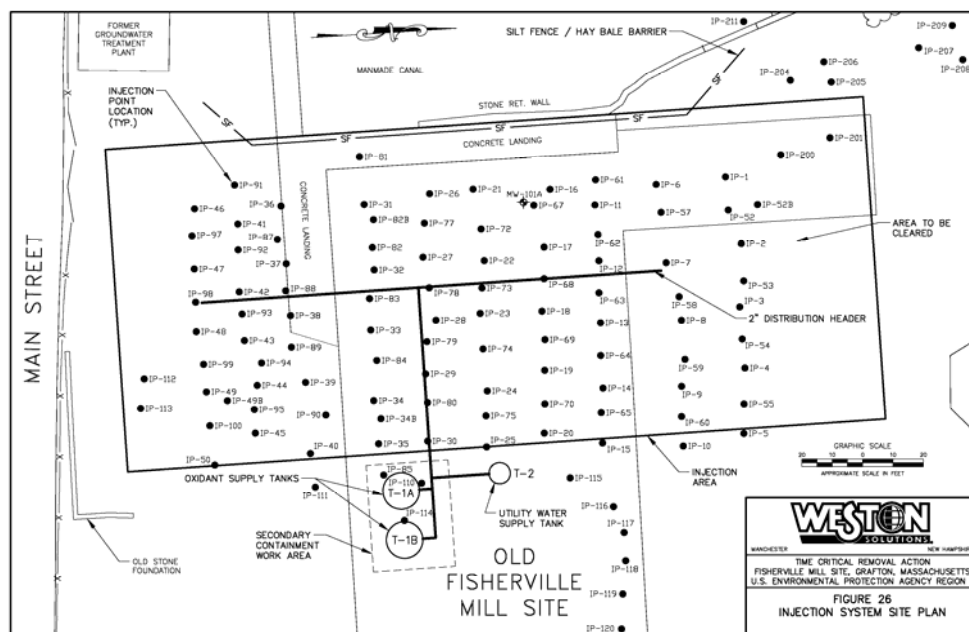 FORMER
GROUNDWATER
TREATMENT
PLANT
MANMADE CANAL
SILT FENCE / HAY BALE BARRIER
IP-211
IP-209
IP-207
IP-208
IP-206
IP-204
IP-205
INJECTION
POINT
LOCATION
(TYP.)
STONE RET. WALL
SF
SF
SF
SF
CONCRETE LANDING
IP-81
IP-201
IP-200
IP-91
IP-26
IP-21
MW-101A
IP-16
IP-61
IP-6
IP-1
IP-46
IP-36
CONCRETE LANDING
IP-31
IP-67
IP-11
IP-57
IP-52
IP-52B
IP-41
IP-82B
IP-77
IP-72
IP-97
IP-87
IP-92
IP-82
IP-17
IP-62
IP-2
AREA TO BE
CLEARED
IP-47
IP-37
IP-32
IP-27
IP-22
IP-12
IP-7
IP-98
IP-42
IP-88
IP-83
IP-78
IP-73
IP-68
IP-63
IP-58
IP-53
IP-3
IP-93
IP-38
IP-28
IP-23
IP-18
IP-13
IP-8
2" DISTRIBUTION HEADER
IP-48
IP-43
IP-89
IP-33
IP-79
IP-74
IP-69
IP-64
IP-54
MAIN STREET
IP-99
IP-94
IP-84
IP-29
IP-19
IP-59
IP-4
IP-112
IP-49
IP-44
IP-39
IP-24
IP-14
IP-9
IP-113
IP-49B
IP-95
IP-90
IP-34
IP-34B
IP-80
IP-75
IP-70
IP-65
IP-60
IP-55
IP-100
IP-45
IP-40
IP-35
IP-30
IP-25
IP-20
IP-15
IP-10
IP-5
IP-50
GRAPHIC SCALE
20
20
APPROXIMATE SCALE IN FEET
OXIDANT SUPPLY TANKS
IP-85
IP-110
T-1A
T-2
IP-111
IP-114
T-1B
IP-115
IP-116
IP-117
IP-118
IP-119
IP-120
INJECTION
AREA
UTILITY WATER
SUPPLY TANK
SECONDARY
CONTAINMENT
WORK AREA
OLD STONE
FOUNDATION
OLD
FISHERVILLE
MILL SITE
WESTON
SOLUTIONS
MANCHESTER
NEW HAMPSHIRE
TIME CRITICAL REMOVAL ACTION
FISHERVILLE MILL SITE, GRAFTON, MASSACHUSETTS
U.S. ENVIRONMENTAL PROTECTION AGENCY REGION
FIGURE 26
INJECTION SYSTEM SITE PLAN